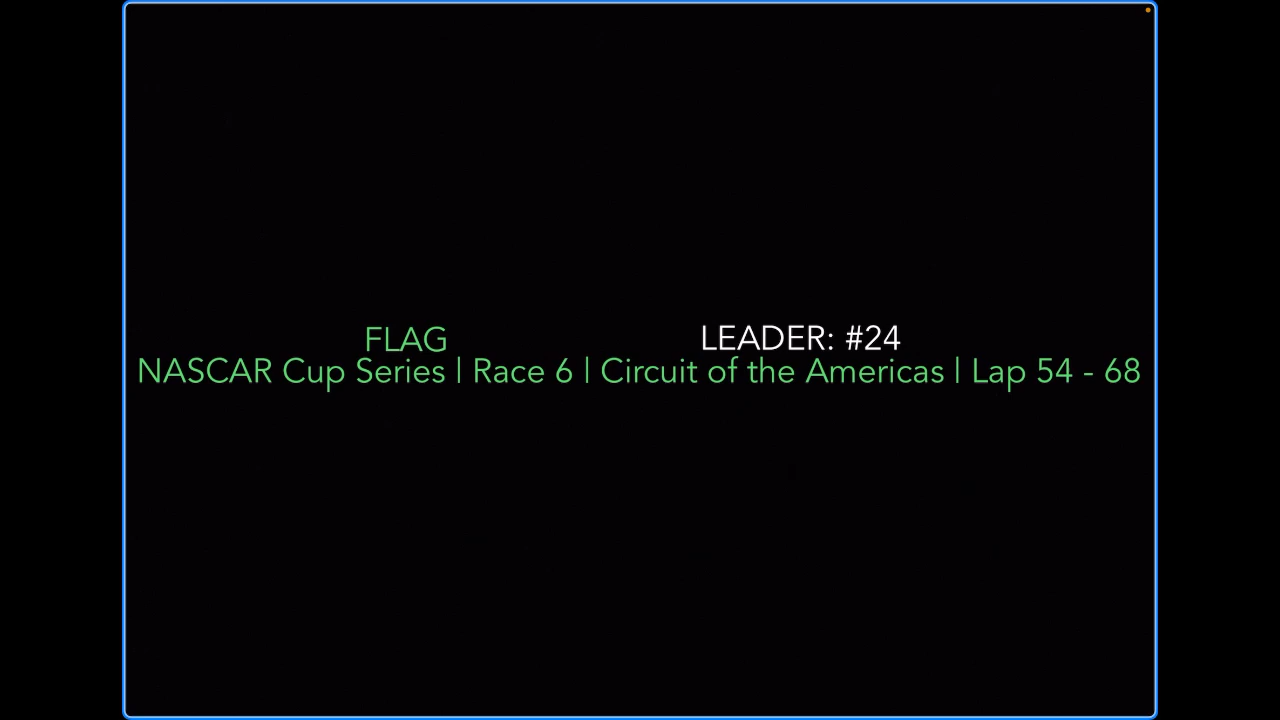 FLAG LEADER: #24
NASCAR Cup Series | Race 6 | Circuit of the Americas | Lap 54 - 68